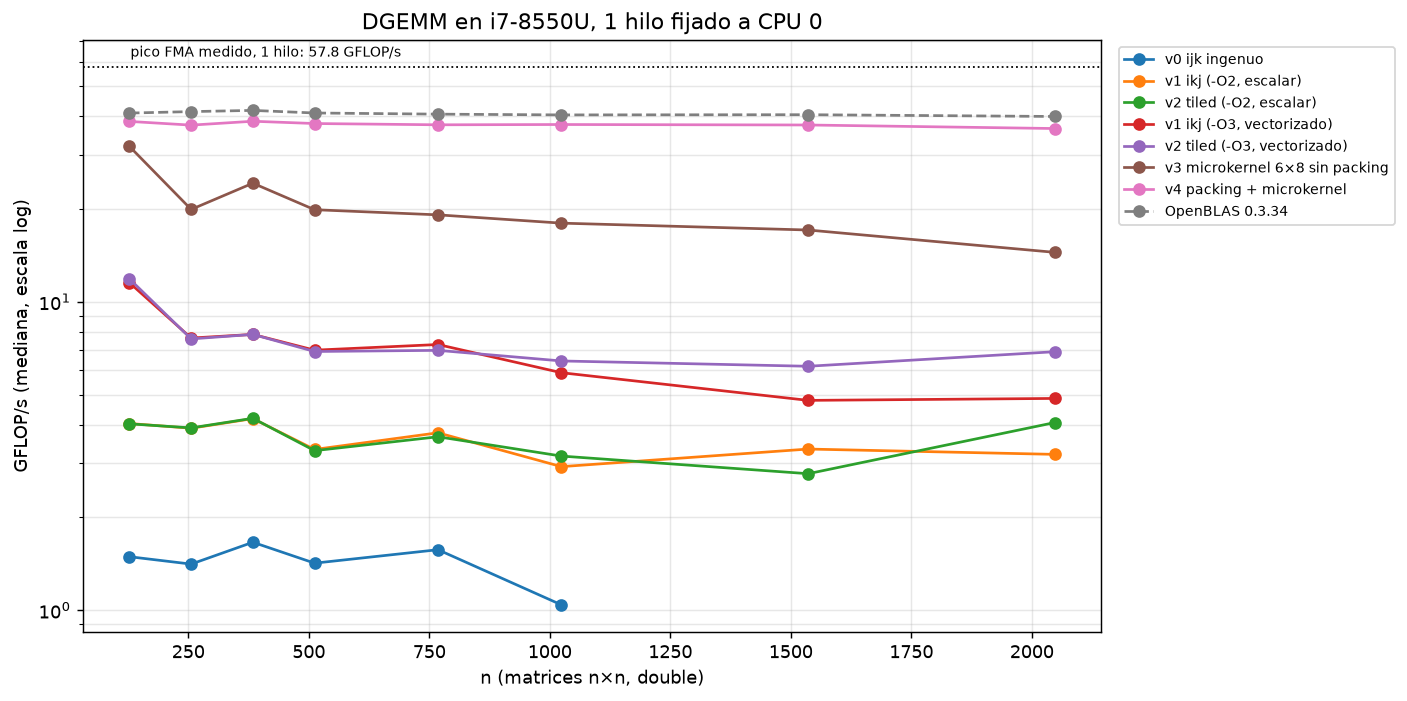 DGEMM en i7-8550U, 1 hilo fijado a CPU 0
pico FMA medido, 1 hilo: 57.8 GFLOP/s
v0 ijk ingenuo
v1 ikj (-O2, escalar)
v2 tiled (-O2, escalar)
v1 ikj (-O3, vectorizado)
v2 tiled (-O3, vectorizado)
v3 microkernel 6×8 sin packing
v4 packing + microkernel
OpenBLAS 0.3.34
GFLOP/s (mediana, escala log)
10¹
10⁰
250 500 750 1000 1250 1500 1750 2000
n (matrices n×n, double)